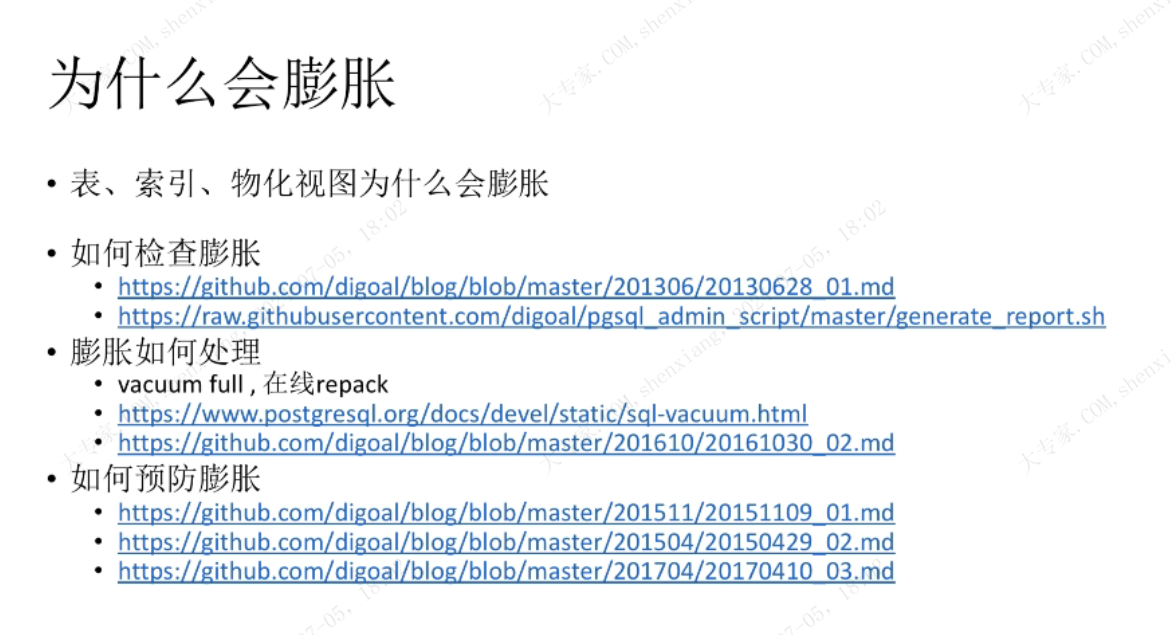 为什么会膨胀
• 表、索引、物化视图为什么会膨胀
• 如何检查膨胀
• https://github.com/digoal/blog/blob/master/201306/20130628_01.md
• https://raw.githubusercontent.com/digoal/pgsql_admin_script/master/generate_report.sh
• 膨胀如何处理
• vacuum full , 在线repack
• https://www.postgresql.org/docs/devel/static/sql-vacuum.html
• https://github.com/digoal/blog/blob/master/201610/20161030_02.md
• 如何预防膨胀
• https://github.com/digoal/blog/blob/master/201511/20151109_01.md
• https://github.com/digoal/blog/blob/master/201504/20150429_02.md
• https://github.com/digoal/blog/blob/master/201704/20170410_03.md